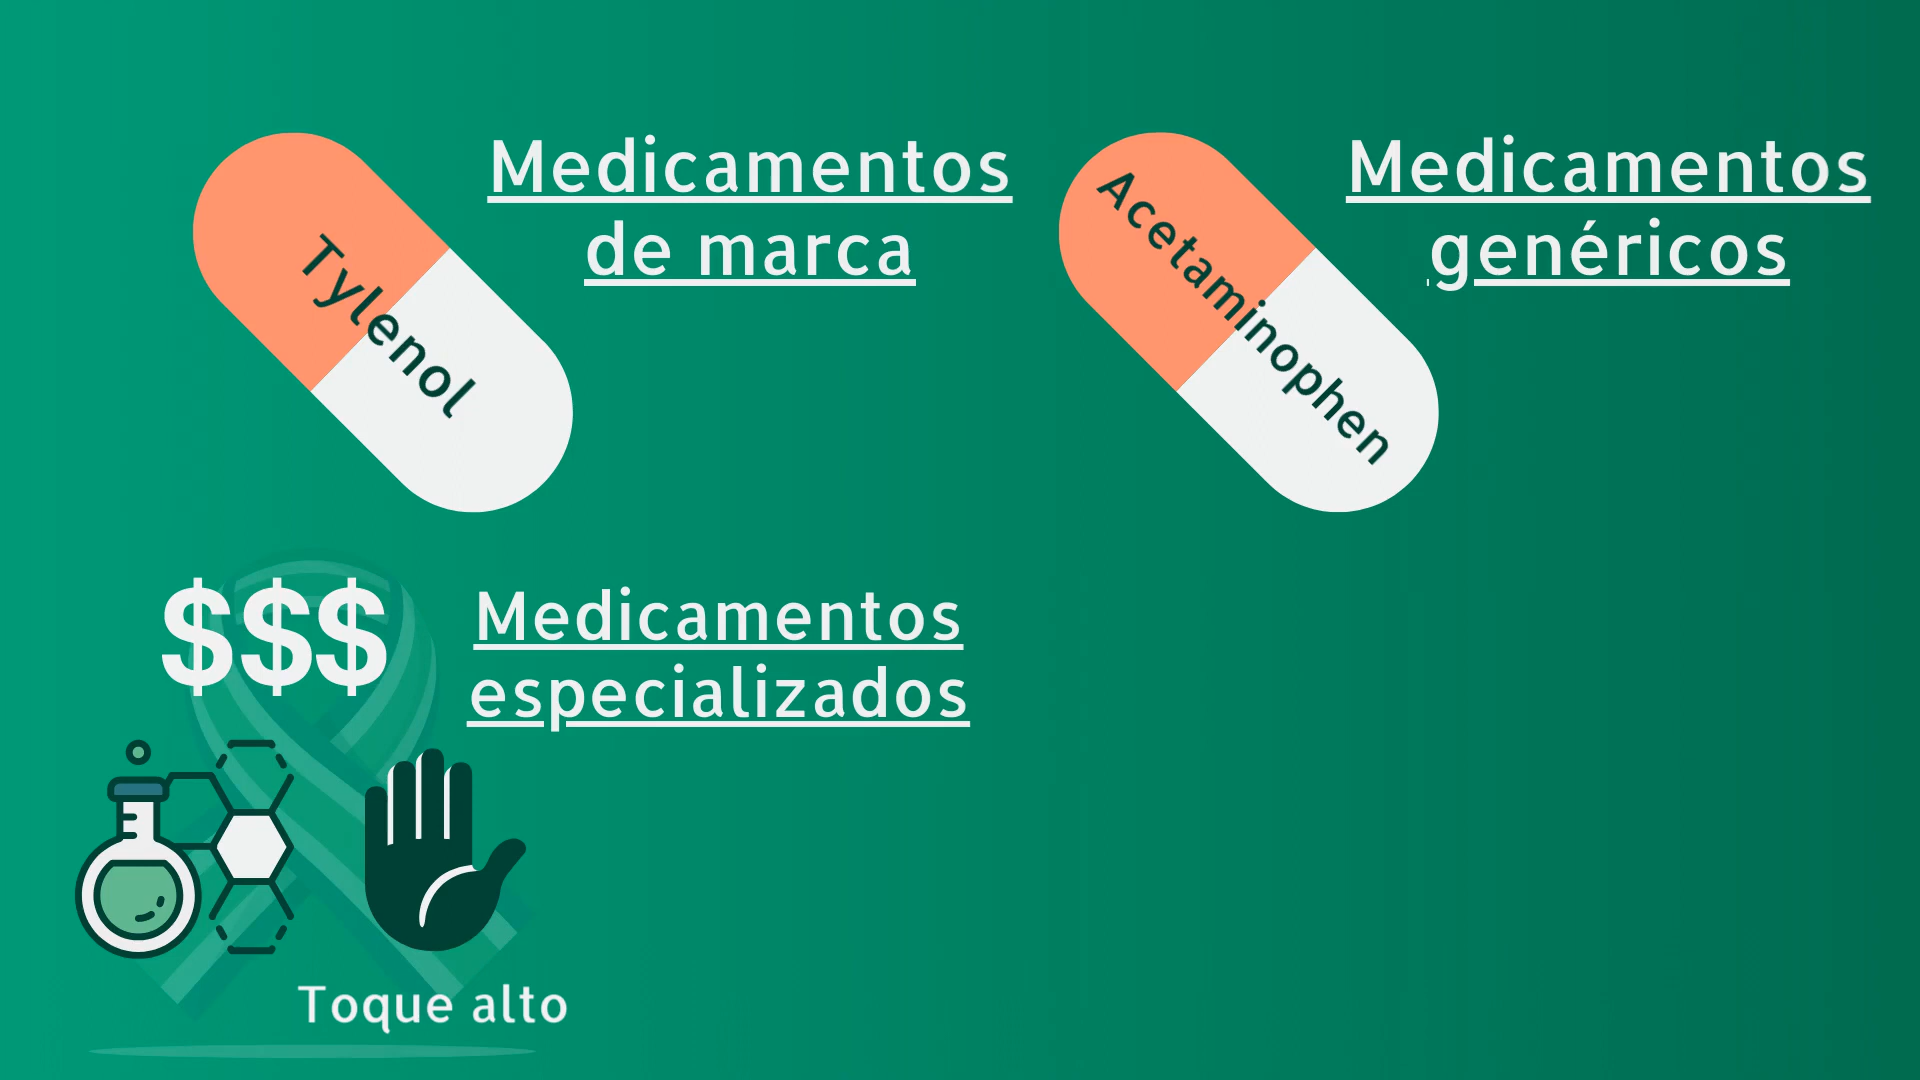 Medicamentos
de marca
Tylenol
Medicamentos
genéricos
Acetaminophen
$$$
Medicamentos
especializados
Toque alto